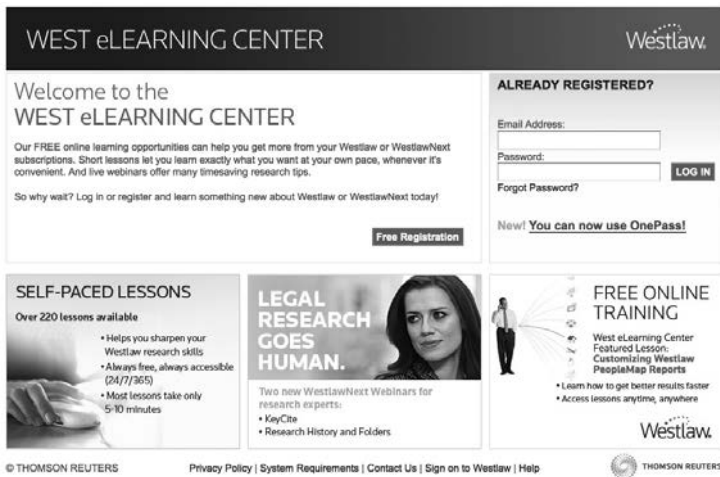 WEST eLEARNING CENTER
Westlaw.
Welcome to the
WEST eLEARNING CENTER
Our FREE online learning opportunities can help you get more from your Westlaw or WestlawNext
subscriptions. Short lessons let you learn exactly what you want at your own pace, whenever it's
convenient. And live webinars offer many timesaving research tips.
So why wait? Log in or register and learn something new about Westlaw or WestlawNext today!
Free Registration
ALREADY REGISTERED?
Email Address:
Password:
LOG IN
Forgot Password?
New! You can now use OnePass!
SELF-PACED LESSONS
Over 220 lessons available
• Helps you sharpen your
Westlaw research skills
• Always free, always accessible
(24/7/365)
• Most lessons take only
5-10 minutes
LEGAL
RESEARCH
GOES
HUMAN.
Two new WestlawNext Webinars for
research experts:
• KeyCite
• Research History and Folders
FREE ONLINE
TRAINING
West eLearning Center
Featured Lesson:
Customizing Westlaw
PeopleMap Reports
• Learn how to get better results faster
• Access lessons anytime, anywhere
Westlaw.
© THOMSON REUTERS
Privacy Policy | System Requirements | Contact Us | Sign on to Westlaw | Help
THOMSON REUTERS